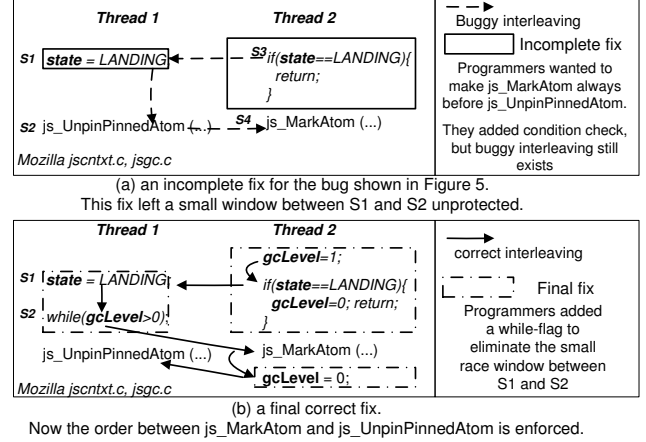 Thread 1 Thread 2
S1 state = LANDING
S3 if(state==LANDING){
return;
}
S2 js_UnpinPinnedAtom (...) S4 js_MarkAtom (...)
Mozilla jscntxt.c, jsgc.c
Buggy interleaving
Incomplete fix
Programmers wanted to
make js_MarkAtom always
before js_UnpinPinnedAtom.
They added condition check,
but buggy interleaving still
exists
(a) an incomplete fix for the bug shown in Figure 5.
This fix left a small window between S1 and S2 unprotected.
Thread 1 Thread 2
gcLevel=1;
S1 state = LANDING if(state==LANDING){
S2 while(gcLevel>0); gcLevel=0; return;
}
js_UnpinPinnedAtom (...) js_MarkAtom (...)
gcLevel = 0;
Mozilla jscntxt.c, jsgc.c
correct interleaving
Final fix
Programmers added
a while-flag to
eliminate the small
race window between
S1 and S2
(b) a final correct fix.
Now the order between js_MarkAtom and js_UnpinPinnedAtom is enforced.